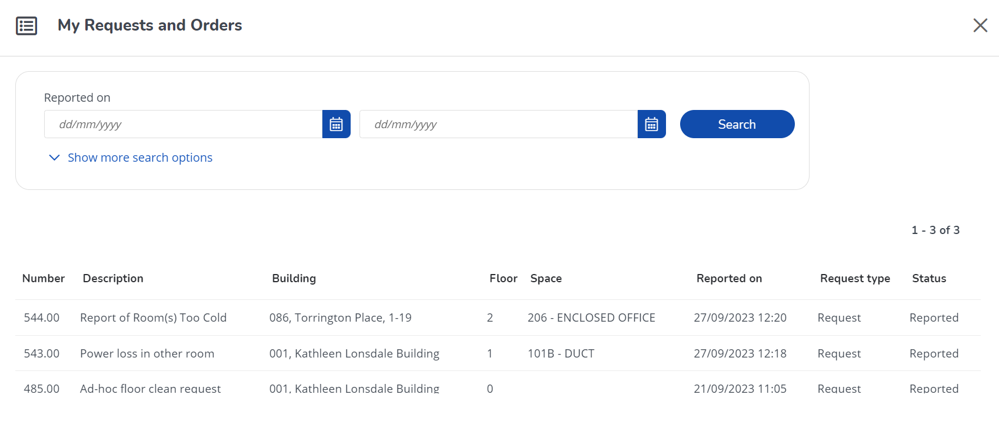 My Requests and Orders
Reported on
dd/mm/yyyy dd/mm/yyyy Search
Show more search options
1 - 3 of 3
Number Description Building Floor Space Reported on Request type Status
544.00 Report of Room(s) Too Cold 086, Torrington Place, 1-19 2 206 - ENCLOSED OFFICE 27/09/2023 12:20 Request Reported
543.00 Power loss in other room 001, Kathleen Lonsdale Building 1 101B - DUCT 27/09/2023 12:18 Request Reported
485.00 Ad-hoc floor clean request 001, Kathleen Lonsdale Building 0 21/09/2023 11:05 Request Reported